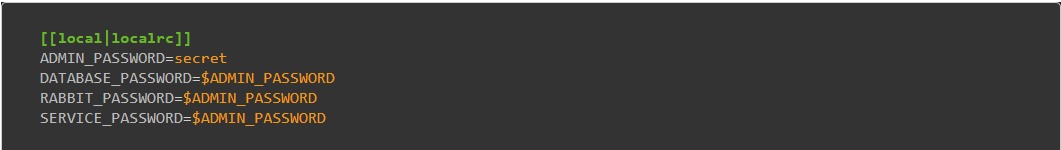 [[local|localrc]]
ADMIN_PASSWORD=secret
DATABASE_PASSWORD=$ADMIN_PASSWORD
RABBIT_PASSWORD=$ADMIN_PASSWORD
SERVICE_PASSWORD=$ADMIN_PASSWORD